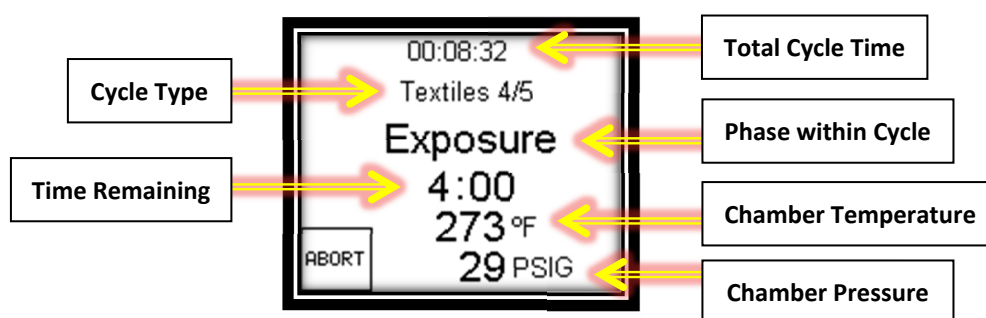 00:08:32
Total Cycle Time
Cycle Type
Textiles 4/5
Exposure
Phase within Cycle
Time Remaining
4:00
273 °F
Chamber Temperature
ABORT
29 PSIG
Chamber Pressure